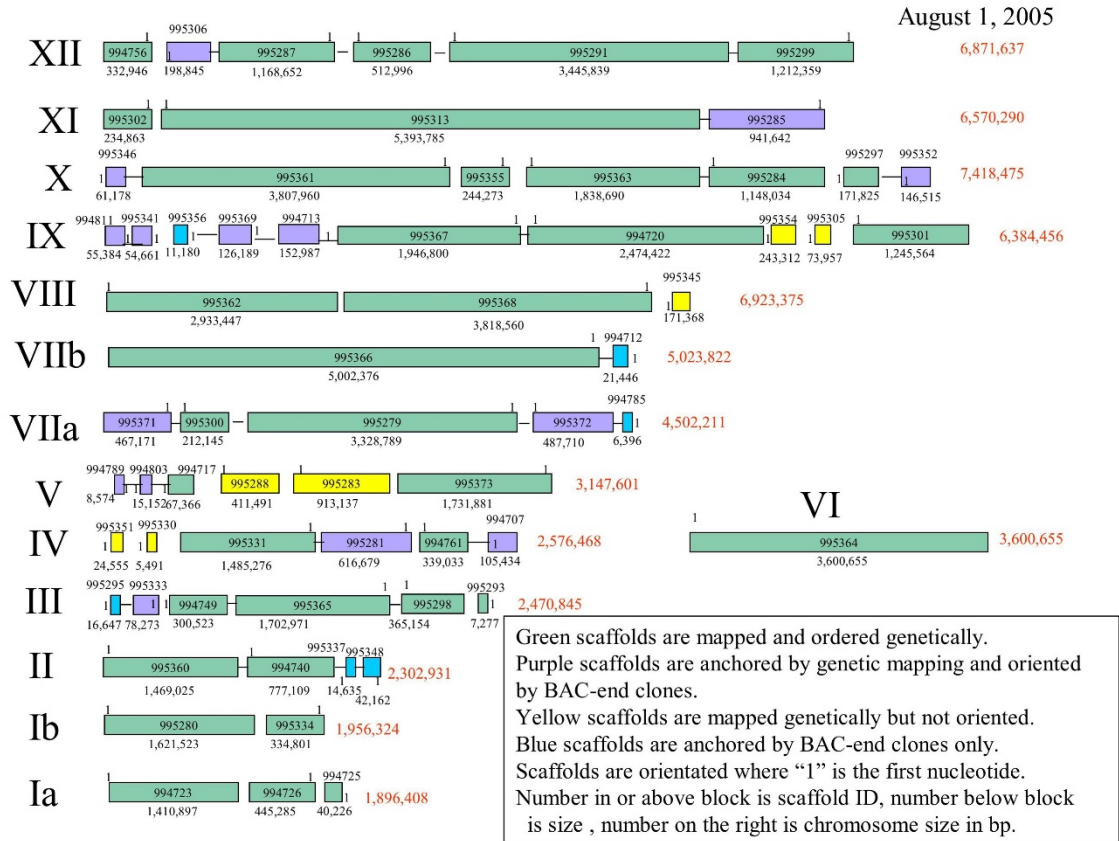 August 1, 2005
995306
XII 994756 995287 995286 995291 995299 6,871,637
332,946 198,845 1,168,652 512,996 3,445,839 1,212,359
XI 995302 995313 995285 6,570,290
234,863 5,393,785 941,642
995346 995297 995352
X 995361 995355 995363 995284 7,418,475
61,178 3,807,960 244,273 1,838,690 1,148,034 171,825 146,515
994811 995341 995356 995369 994713 995354 995305
IX 995367 994720 995301 6,384,456
55,384 54,661 11,180 126,189 152,987 1,946,800 2,474,422 243,312 73,957 1,245,564
995345
VIII 995362 995368 6,923,375
2,933,447 3,818,560 171,368
994712
VIIb 995366 5,023,822
5,002,376 21,446
994785
VIIa 995371 995300 995279 995372 4,502,211
467,171 212,145 3,328,789 487,710 6,396
994789 994803 994717
V 995288 995283 995373 3,147,601
8,574 15,152 67,366 411,491 913,137 1,731,881
VI
995364 3,600,655
3,600,655
995351 995330 994707
IV 995331 995281 994761 2,576,468
24,555 5,491 1,485,276 616,679 339,033 105,434
995295 995333 995293
III 994749 995365 995298 2,470,845
16,647 78,273 300,523 1,702,971 365,154 7,277
995337 995348
II 995360 994740 2,302,931
1,469,025 777,109 14,635 42,162
Ib 995280 995334 1,956,324
1,621,523 334,801
994725
Ia 994723 994726 1,896,408
1,410,897 445,285 40,226
Green scaffolds are mapped and ordered genetically.
Purple scaffolds are anchored by genetic mapping and oriented
by BAC-end clones.
Yellow scaffolds are mapped genetically but not oriented.
Blue scaffolds are anchored by BAC-end clones only.
Scaffolds are orientated where “1” is the first nucleotide.
Number in or above block is scaffold ID, number below block
is size , number on the right is chromosome size in bp.